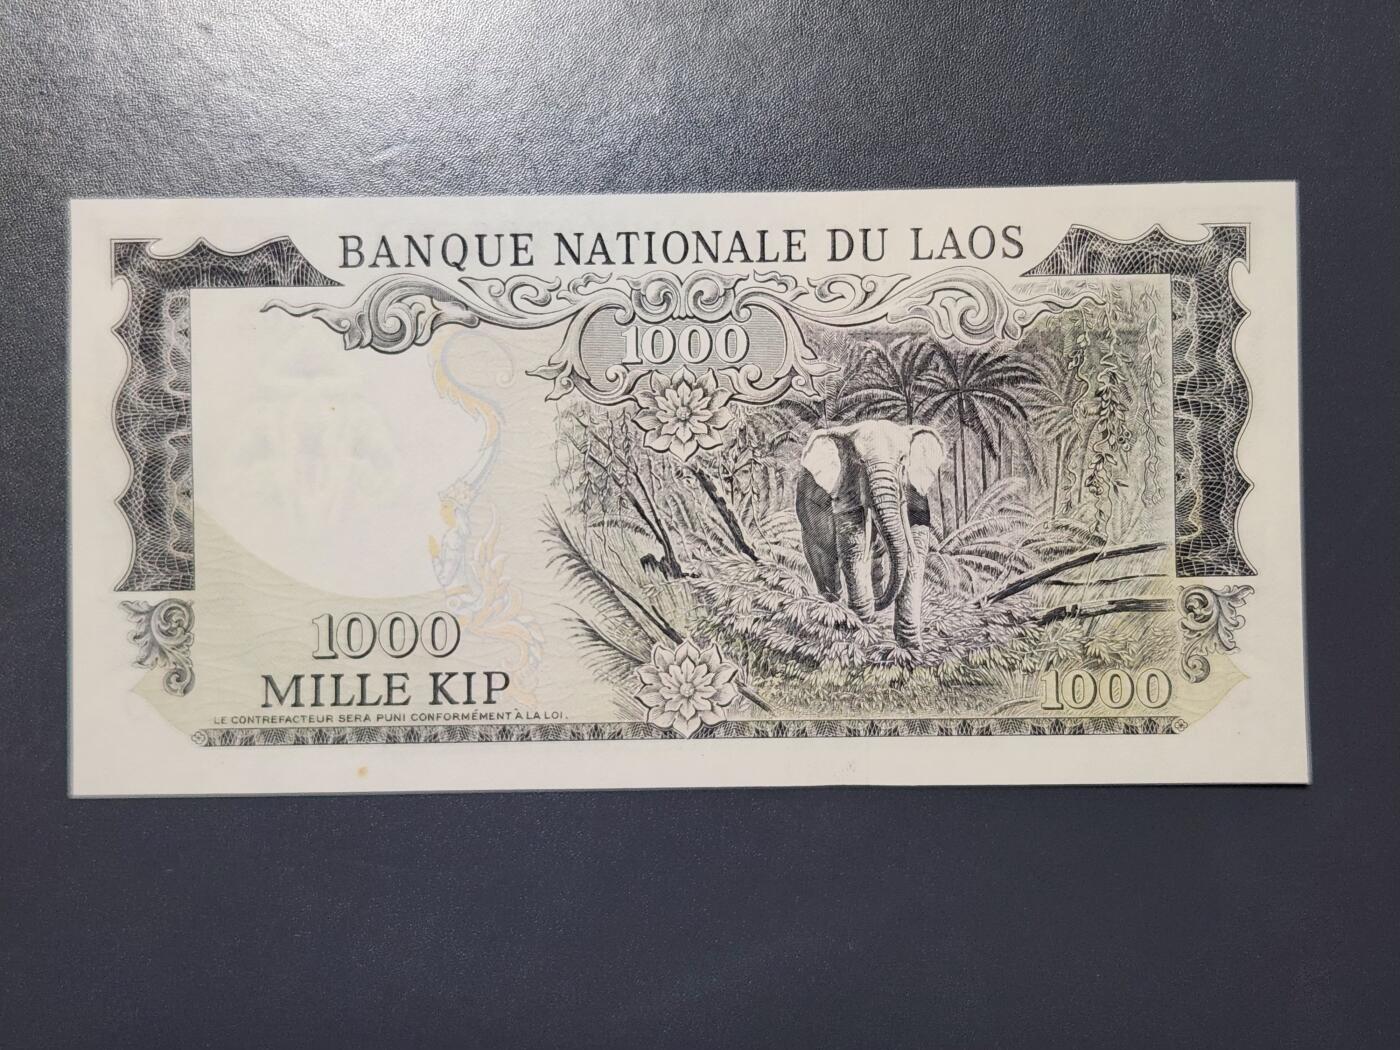 BANQUE NATIONALE DU LAOS
1000
1000
MILLE KIP
1000
LE CONTREFACTEUR SERA PUNI CONFORMÉMENT À LA LOI.